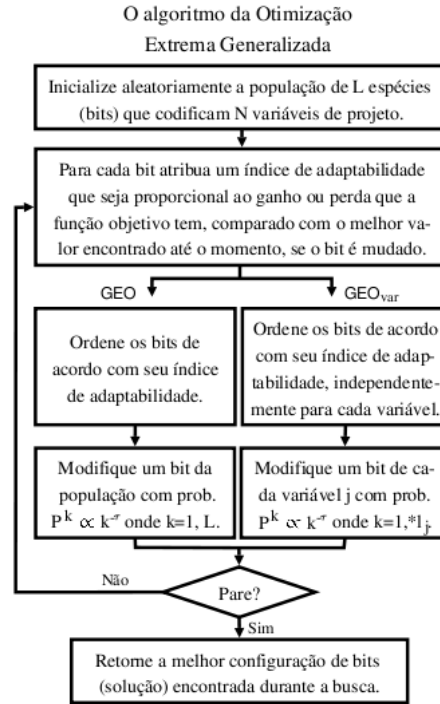 O algoritmo da Otimização
Extrema Generalizada
Inicialize aleatoriamente a população de L espécies
(bits) que codificam N variáveis de projeto.
Para cada bit atribua um índice de adaptabilidade
que seja proporcional ao ganho ou perda que a
função objetivo tem, comparado com o melhor va-
lor encontrado até o momento, se o bit é mudado.
GEO
GEOvar
Ordene os bits de
acordo com seu índice
de adaptabilidade.
Ordene os bits de acordo
com seu índice de adap-
tabilidade, independente-
mente para cada variável.
Modifique um bit da
população com prob.
P^k ∝ k^-τ onde k=1, L.
Modifique um bit de ca-
da variável j com prob.
P^k ∝ k^-τ onde k=1,*l_j.
Pare?
Não
Sim
Retorne a melhor configuração de bits
(solução) encontrada durante a busca.